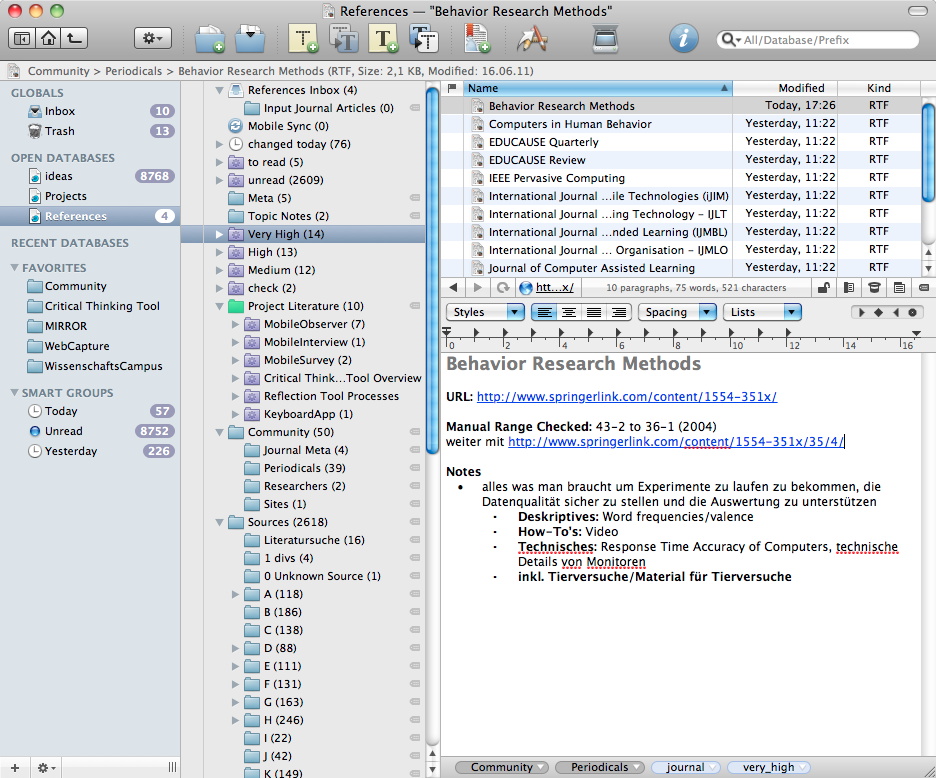 References — "Behavior Research Methods"
All/Database/Prefix
Community > Periodicals > Behavior Research Methods (RTF, Size: 2,1 KB, Modified: 16.06.11)
GLOBALS
Inbox 10
Trash 13
OPEN DATABASES
ideas 8768
Projects
References 4
RECENT DATABASES
FAVORITES
Community
Critical Thinking Tool
MIRROR
WebCapture
WissenschaftsCampus
SMART GROUPS
Today 57
Unread 8752
Yesterday 226
References Inbox (4)
Input Journal Articles (0)
Mobile Sync (0)
changed today (76)
to read (5)
unread (2609)
Meta (5)
Topic Notes (2)
Very High (14)
High (13)
Medium (12)
check (2)
Project Literature (10)
MobileObserver (7)
MobileInterview (1)
MobileSurvey (2)
Critical Think...Tool Overview
Reflection Tool Processes
KeyboardApp (1)
Community (50)
Journal Meta (4)
Periodicals (39)
Researchers (2)
Sites (1)
Sources (2618)
Literatursuche (16)
1 divs (4)
0 Unknown Source (1)
A (118)
B (186)
C (138)
D (88)
E (111)
F (131)
G (163)
H (246)
I (22)
J (42)
K (149)
Name Modified Kind
Behavior Research Methods Today, 17:26 RTF
Computers in Human Behavior Yesterday, 11:22 RTF
EDUCAUSE Quarterly Yesterday, 11:22 RTF
EDUCAUSE Review Yesterday, 11:22 RTF
IEEE Pervasive Computing Yesterday, 11:22 RTF
International Journal ...ile Technologies (iJIM) Yesterday, 11:22 RTF
International Journal ...ing Technology - IJLT Yesterday, 11:22 RTF
International Journal ...nded Learning (IJMBL) Yesterday, 11:22 RTF
International Journal ... Organisation - IJMLO Yesterday, 11:22 RTF
Journal of Computer Assisted Learning Yesterday, 11:22 RTF
htt...x/ 10 paragraphs, 75 words, 521 characters
Styles Spacing Lists
0 2 4 6 8 10 12 14 16
Behavior Research Methods
URL: http://www.springerlink.com/content/1554-351x/
Manual Range Checked: 43-2 to 36-1 (2004)
weiter mit http://www.springerlink.com/content/1554-351x/35/4/
Notes
• alles was man braucht um Experimente zu laufen zu bekommen, die
Datenqualität sicher zu stellen und die Auswertung zu unterstützen
· Deskriptives: Word frequencies/valence
· How-To's: Video
· Technisches: Response Time Accuracy of Computers, technische
Details von Monitoren
· inkl. Tierversuche/Material für Tierversuche
Community Periodicals journal very_high